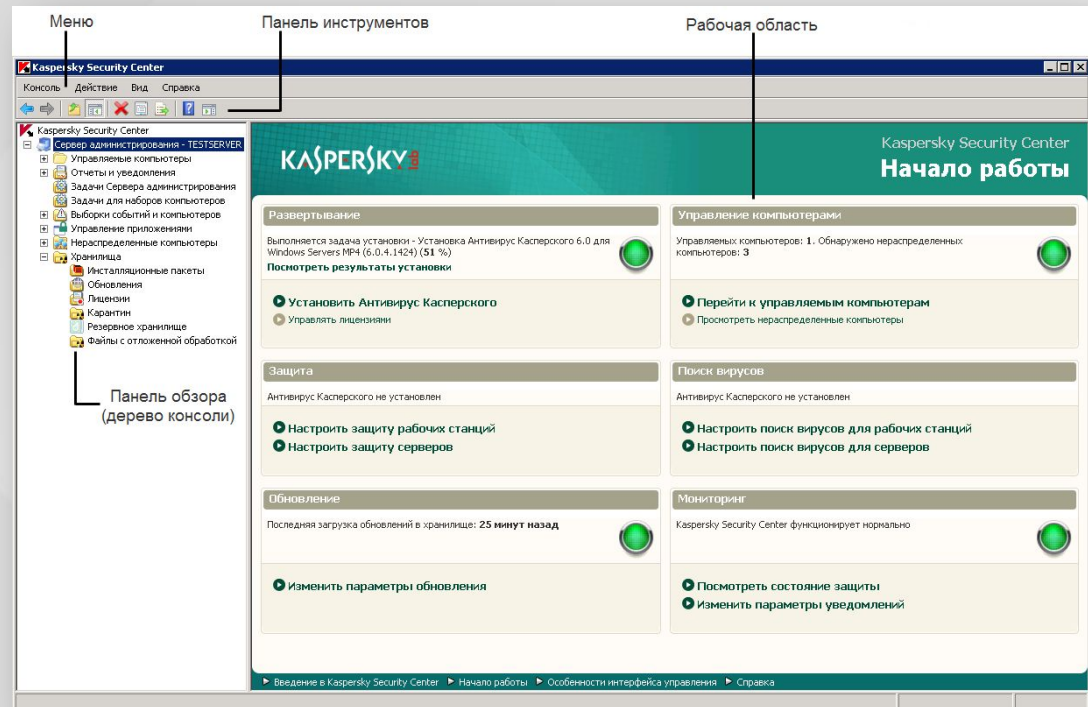 Меню
Панель инструментов
Рабочая область
Kaspersky Security Center
Консоль Действие Вид Справка
Kaspersky Security Center
Сервер администрирования - TESTSERVER
Управляемые компьютеры
Отчеты и уведомления
Задачи Сервера администрирования
Задачи для наборов компьютеров
Выборки событий и компьютеров
Управление приложениями
Нераспределенные компьютеры
Хранилища
Инсталляционные пакеты
Обновления
Лицензии
Карантин
Резервное хранилище
Файлы с отложенной обработкой
Панель обзора
(дерево консоли)
KASPERSKY lab
Kaspersky Security Center
Начало работы
Развертывание
Выполняется задача установки - Установка Антивирус Касперского 6.0 для
Windows Servers MP4 (6.0.4.1424) (51 %)
Посмотреть результаты установки
Установить Антивирус Касперского
Управлять лицензиями
Управление компьютерами
Управляемых компьютеров: 1. Обнаружено нераспределенных
компьютеров: 3
Перейти к управляемым компьютерам
Просмотреть нераспределенные компьютеры
Защита
Антивирус Касперского не установлен
Настроить защиту рабочих станций
Настроить защиту серверов
Поиск вирусов
Антивирус Касперского не установлен
Настроить поиск вирусов для рабочих станций
Настроить поиск вирусов для серверов
Обновление
Последняя загрузка обновлений в хранилище: 25 минут назад
Изменить параметры обновления
Мониторинг
Kaspersky Security Center функционирует нормально
Посмотреть состояние защиты
Изменить параметры уведомлений
Введение в Kaspersky Security Center Начало работы Особенности интерфейса управления Справка